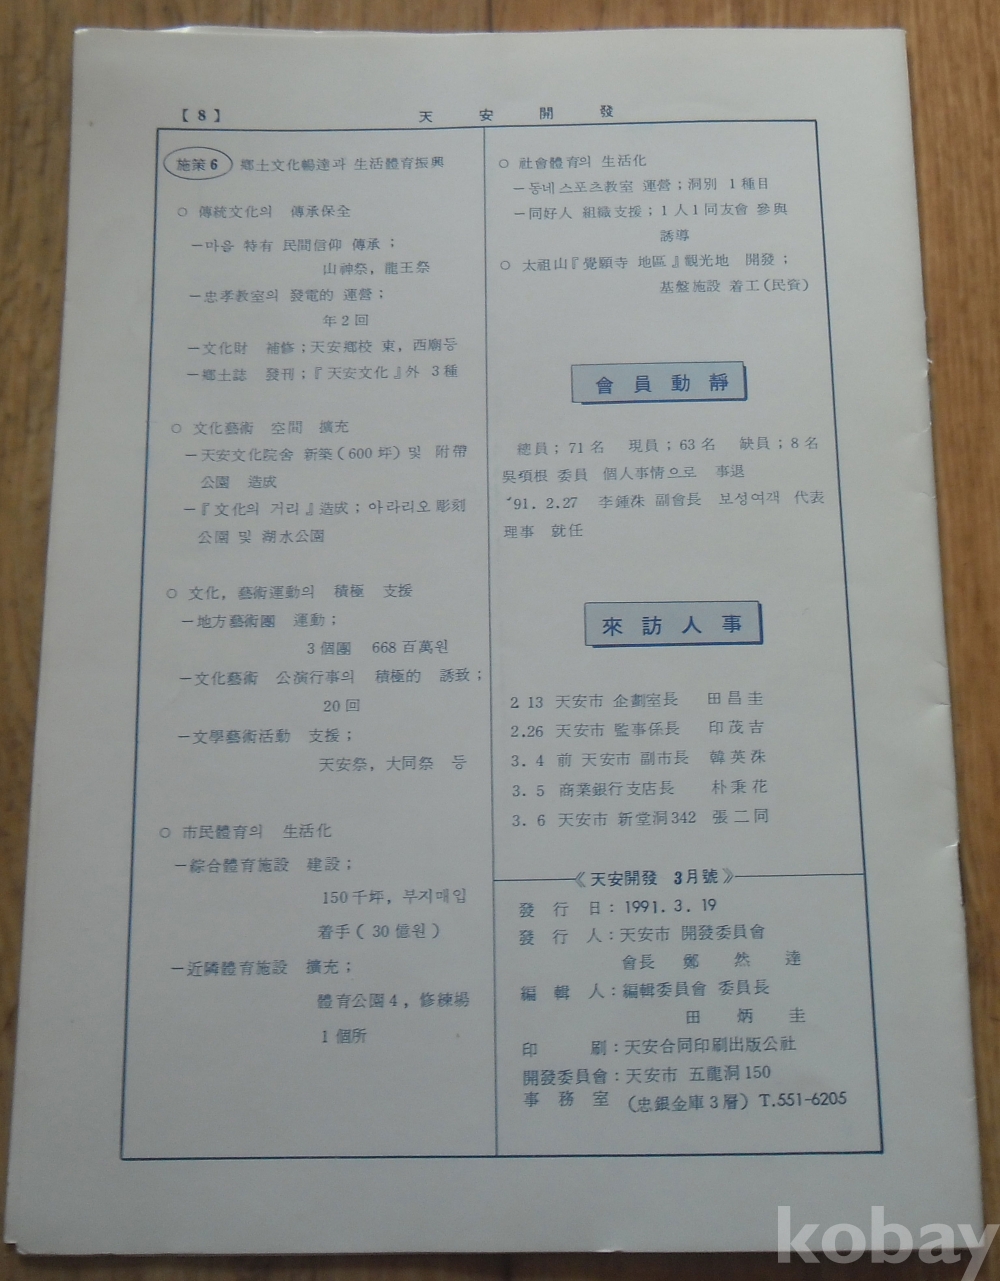 【8】
天安開發
施策6 鄕土文化暢達과 生活體育振興
○ 傳統文化의 傳承保全
—마을 特有 民間信仰 傳承;
山神祭, 龍王祭
—忠孝教室의 發電的 運營;
年2回
—文化財 補修;天安鄕校 東, 西廟등
—鄕土誌 發刊;『天安文化』外 3種
○ 文化藝術 空間 擴充
—天安文化院舍 新築(600坪) 및 附帶
公園 造成
—『文化의 거리』造成; 아라리오 彫刻
公園 및 湖水公園
○ 文化, 藝術運動의 積極 支援
—地方藝術團 運動;
3個團 668百萬원
—文化藝術 公演行事의 積極的 誘致;
20回
—文學藝術活動 支援;
天安祭, 大同祭 등
○ 市民體育의 生活化
—綜合體育施設 建設;
150千坪, 부지매입
着手(30億원)
—近隣體育施設 擴充;
體育公園4, 修練場
1個所
○ 社會體育의 生活化
—동네스포츠教室 運營; 洞別 1種目
—同好人 組織支援; 1人1同友會 參與
誘導
○ 太祖山『覺願寺 地區』觀光地 開發;
基盤施設 着工(民資)
會員動靜
總員; 71名 現員; 63名 缺員; 8名
吳項根 委員 個人事情으로 事退
'91. 2.27 李鍾洙 副會長 보성여객 代表
理事 就任
來訪人事
2 13 天安市 企劃室長 田昌圭
2.26 天安市 監事係長 印茂吉
3. 4 前 天安市 副市長 韓英洙
3. 5 商業銀行支店長 朴秉花
3. 6 天安市 新堂洞342 張二同
《天安開發 3月號》
發行日: 1991. 3. 19
發行人: 天安市 開發委員會
會長 鄭然達
編輯人: 編輯委員會 委員長
田炳圭
印刷: 天安合同印刷出版公社
開發委員會: 天安市 五龍洞150
事務室 (忠銀金庫3層) T.551-6205
kobay